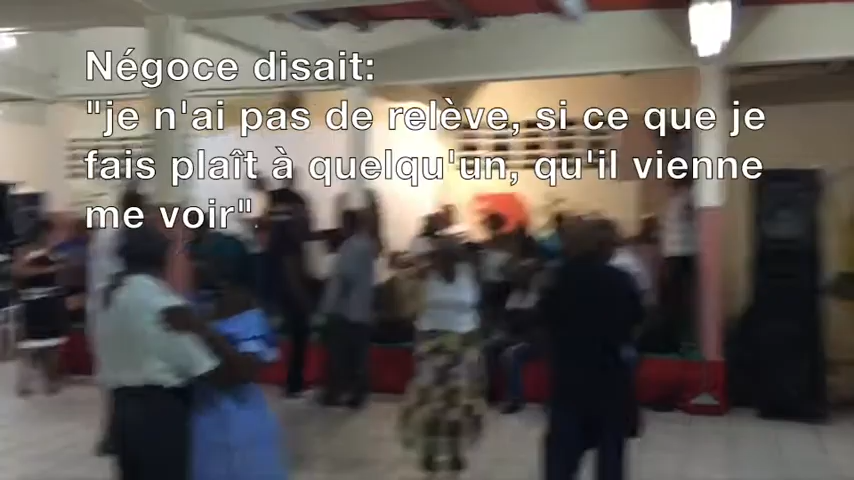 Négoce disait:
"je n'ai pas de relève, si ce que je
fais plaît à quelqu'un, qu'il vienne
me voir".